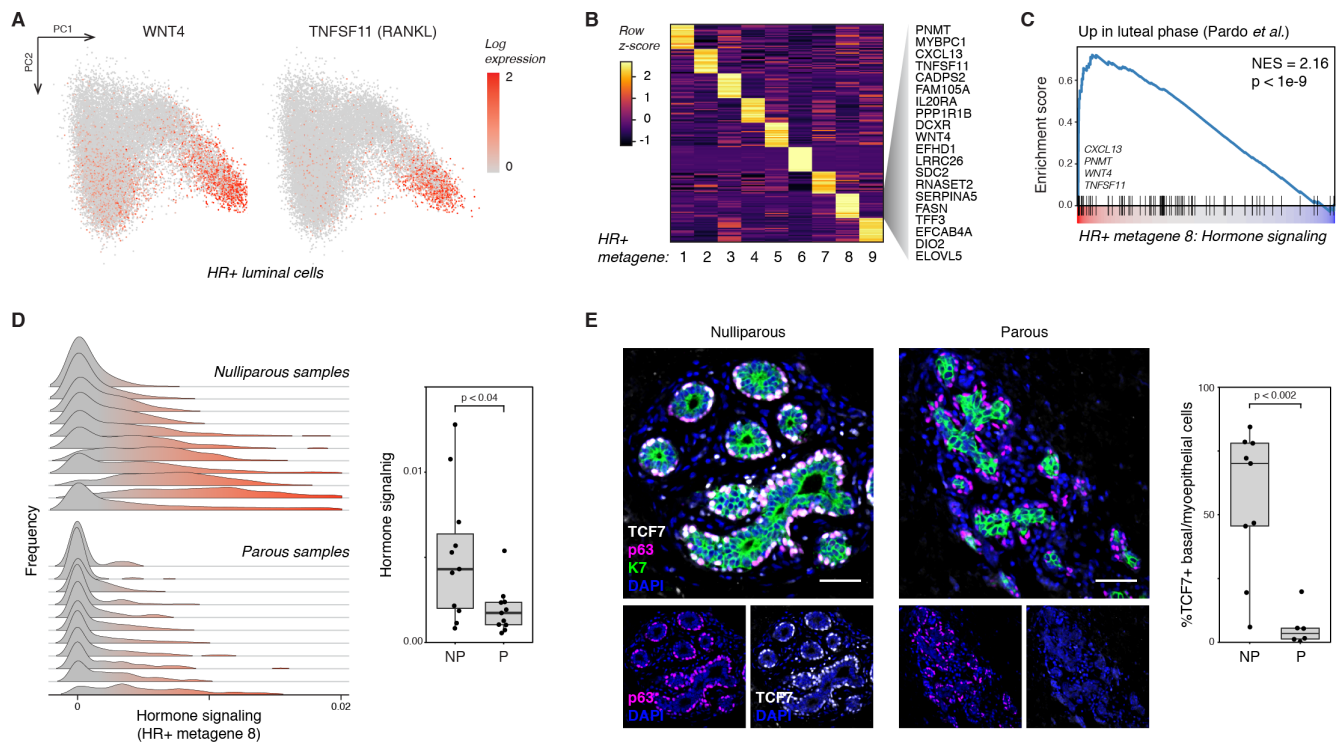 A
PC1
PC2
WNT4
TNFSF11 (RANKL)
Log
expression
2
0
HR+ luminal cells
B
Row
z-score
2
1
0
-1
HR+
metagene: 1 2 3 4 5 6 7 8 9
PNMT
MYBPC1
CXCL13
TNFSF11
CADPS2
FAM105A
IL20RA
PPP1R1B
DCXR
WNT4
EFHD1
LRRC26
SDC2
RNASET2
SERPINA5
FASN
TFF3
EFCAB4A
DIO2
ELOVL5
C
Up in luteal phase (Pardo et al.)
NES = 2.16
p < 1e-9
Enrichment score
0.6
0.4
0.2
0.0
CXCL13
PNMT
WNT4
TNFSF11
HR+ metagene 8: Hormone signaling
D
Nulliparous samples
Parous samples
Frequency
0
0.02
Hormone signaling
(HR+ metagene 8)
p < 0.04
Hormone signalnig
0.01
0.00
NP
P
E
Nulliparous
Parous
TCF7
p63
K7
DAPI
p63
DAPI
TCF7
DAPI
p < 0.002
%TCF7+ basal/myoepithelial cells
100
50
0
NP
P